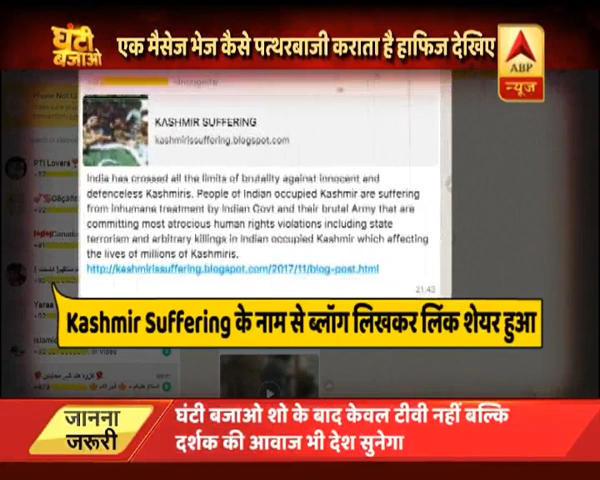 घंटी
बजाओ
एक मैसेज भेज कैसे पत्थरबाजी कराता है हाफिज देखिए
ABP
न्यूज़
KASHMIR SUFFERING
kashmirissuffering.blogspot.com
India has crossed all the limits of brutality against innocent and
defenceless Kashmiris. People of Indian occupied Kashmir are suffering
from inhumane treatment by Indian Govt and their brutal Army that are
committing most atrocious human rights violations including state
terrorism and arbitrary killings in Indian occupied Kashmir which affecting
the lives of millions of Kashmiris.
http://kashmirissuffering.blogspot.com/2017/11/blog-post.html
21:43
PTI Lovers
Yaraa
Islamic
Video
Kashmir Suffering के नाम से ब्लॉग लिखकर लिंक शेयर हुआ
जानना
जरूरी
घंटी बजाओ शो के बाद केवल टीवी नहीं बल्कि
दर्शक की आवाज भी देश सुनेगा